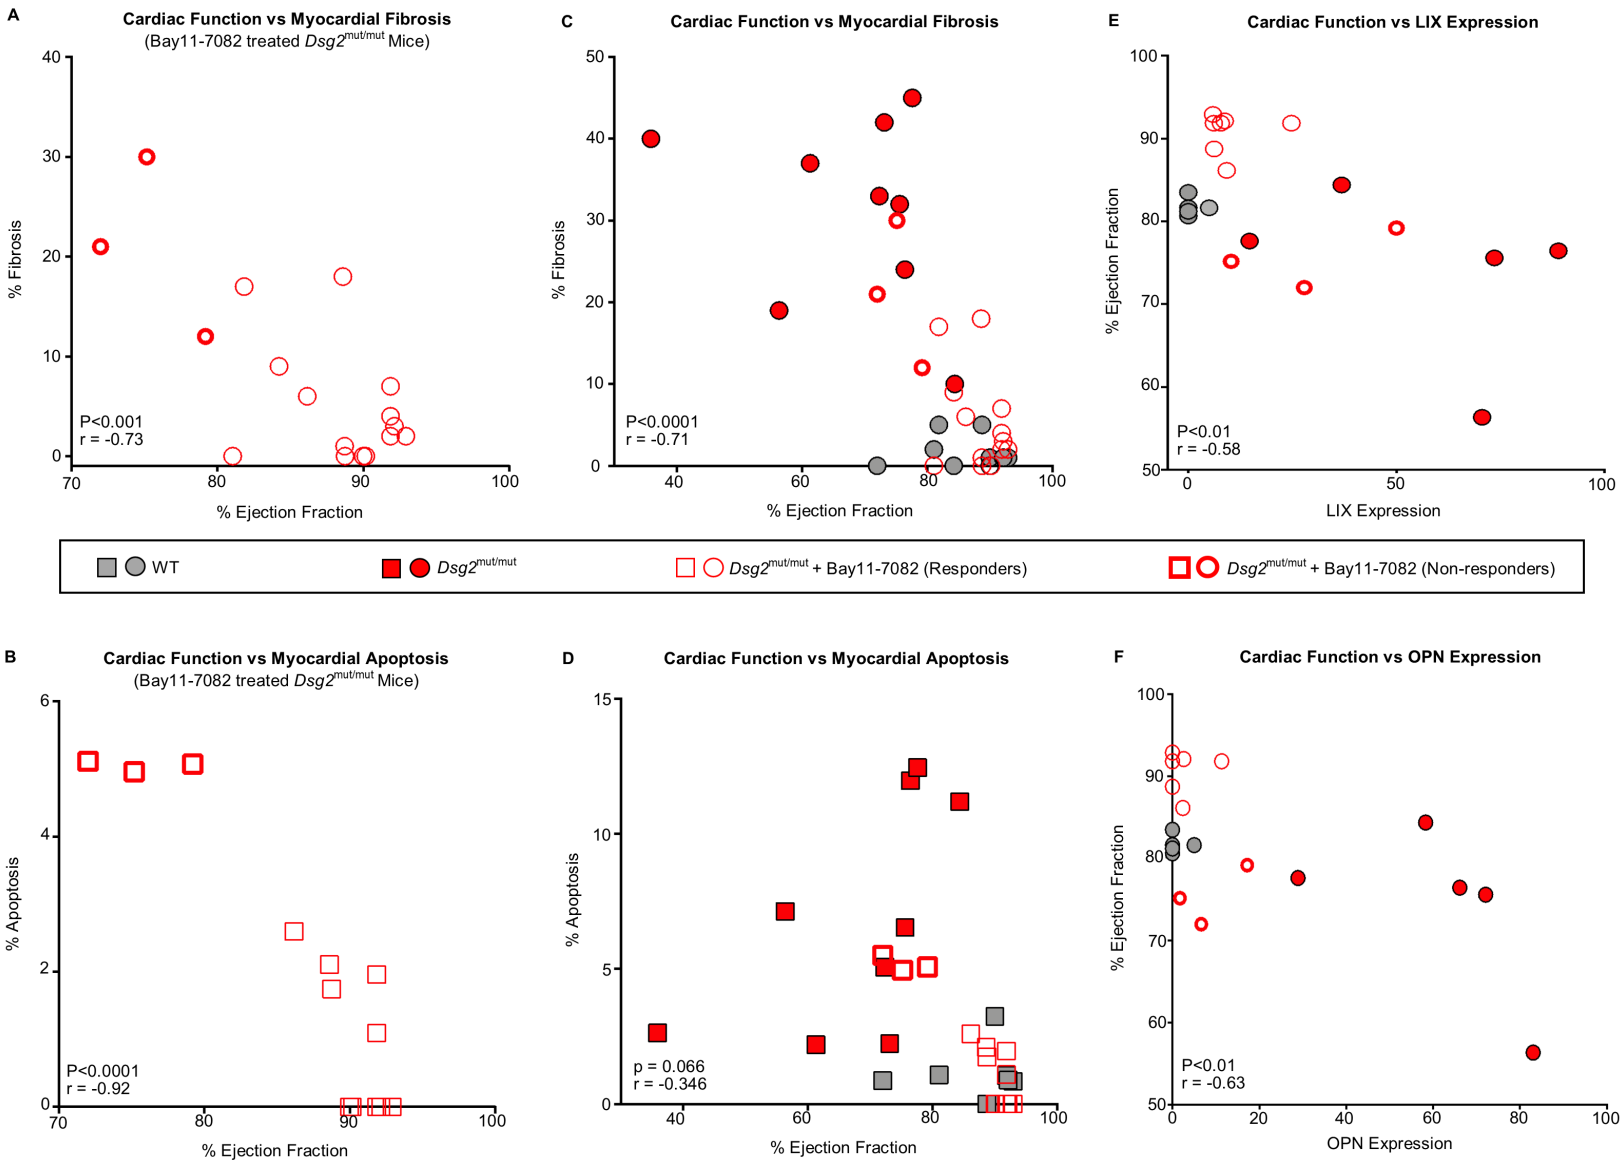 A
Cardiac Function vs Myocardial Fibrosis
(Bay11-7082 treated Dsg2mut/mut Mice)
% Fibrosis
40
30
20
10
0
P<0.001
r = -0.73
70
80
90
100
% Ejection Fraction
C
Cardiac Function vs Myocardial Fibrosis
% Fibrosis
50
40
30
20
10
0
P<0.0001
r = -0.71
40
60
80
100
% Ejection Fraction
E
Cardiac Function vs LIX Expression
% Ejection Fraction
100
90
80
70
60
50
P<0.01
r = -0.58
0
50
100
LIX Expression
WT
Dsg2mut/mut
Dsg2mut/mut + Bay11-7082 (Responders)
Dsg2mut/mut + Bay11-7082 (Non-responders)
B
Cardiac Function vs Myocardial Apoptosis
(Bay11-7082 treated Dsg2mut/mut Mice)
% Apoptosis
6
4
2
0
P<0.0001
r = -0.92
70
80
90
100
% Ejection Fraction
D
Cardiac Function vs Myocardial Apoptosis
% Apoptosis
15
10
5
0
p = 0.066
r = -0.346
40
60
80
100
% Ejection Fraction
F
Cardiac Function vs OPN Expression
% Ejection Fraction
100
90
80
70
60
50
P<0.01
r = -0.63
0
20
40
60
80
100
OPN Expression